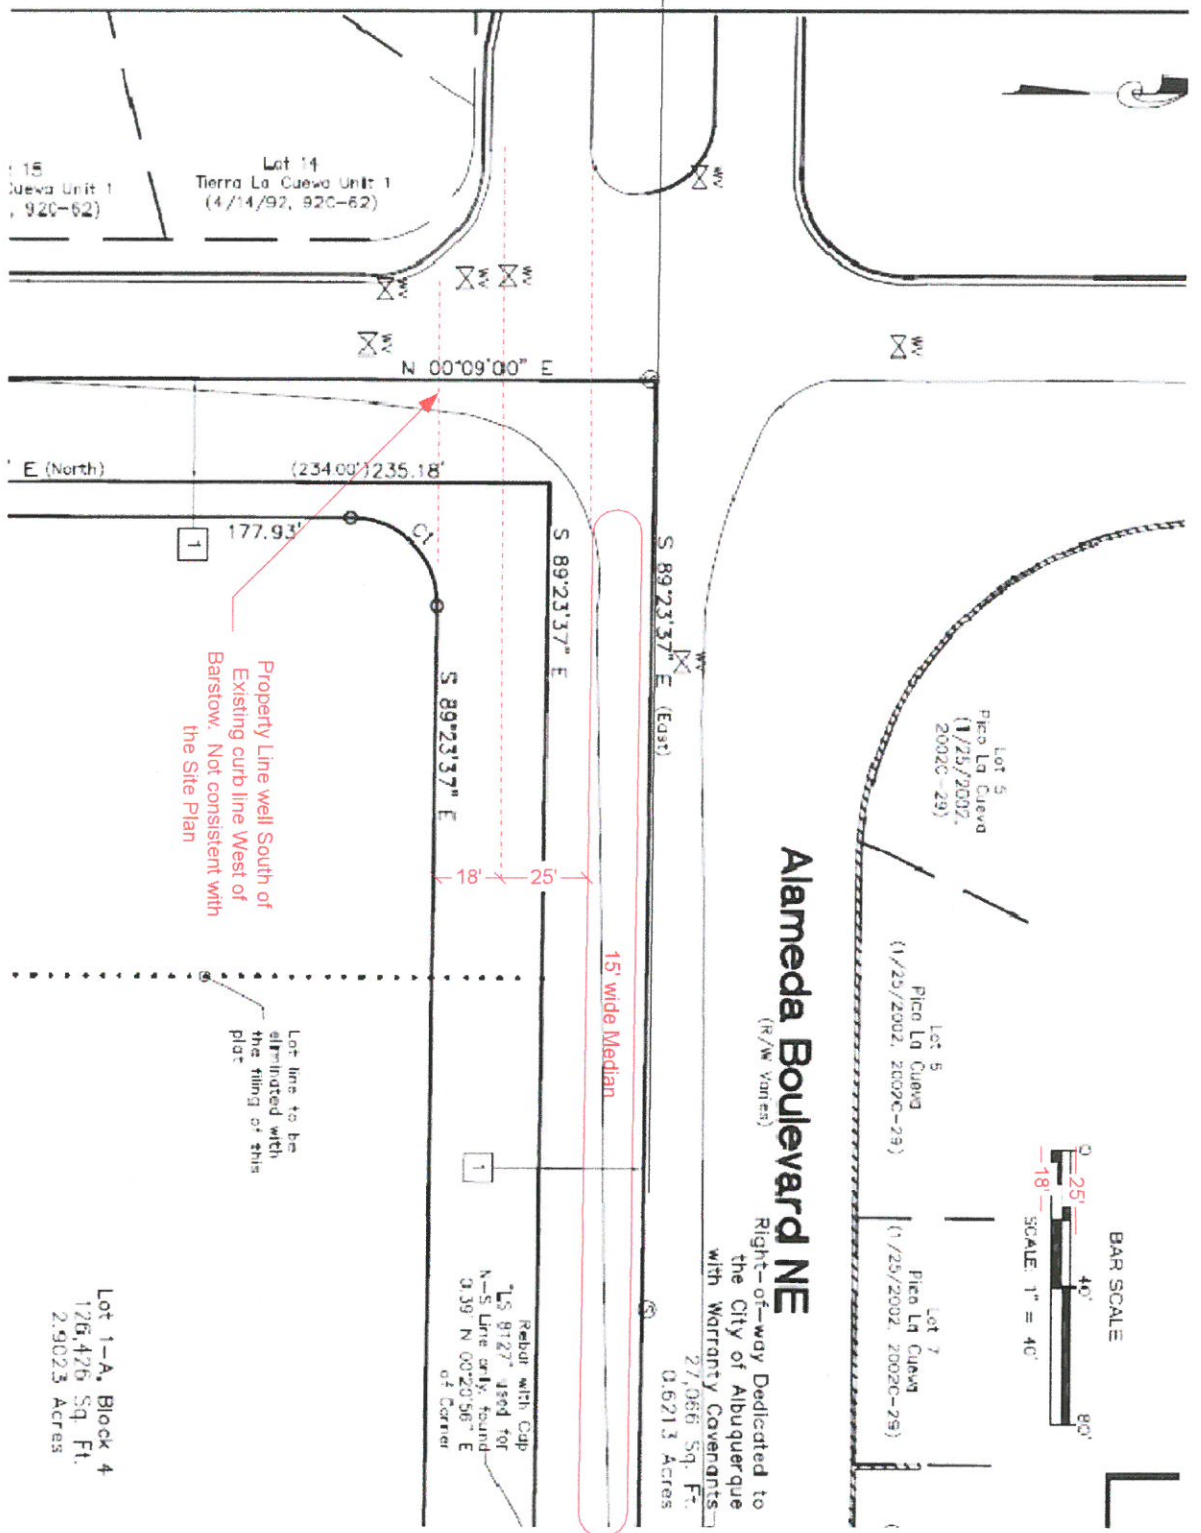 : 15
Cueva Unit 1
, 92C-62)
Lot 14
Tierra La Cueva Unit 1
(4/14/92, 92C-62)
WV
WV
WV
WV
WV
WV
WV
N 00°09'00" E
' E (North)
(234.00')235.18'
177.93'
C1
1
S 89°23'37" E
S 89°23'37" E (East)
S 89°23'37" E
Property Line well South of
Existing curb line West of
Barstow. Not consistent with
the Site Plan
18'
25'
15' wide Median
Alameda Boulevard NE
(R/W Varies)
Lot 5
Pico La Cueva
(1/25/2002,
2002C-29)
Lot 6
Pico La Cueva
(1/25/2002, 2002C-29)
Lot 7
Pico La Cueva
(1/25/2002, 2002C-29)
BAR SCALE
0
40'
80'
25'
18'
SCALE: 1" = 40'
Right-of-way Dedicated to
the City of Albuquerque
with Warranty Covenants
27,066 Sq. Ft.
0.6213 Acres
1
Lot line to be
eliminated with
the filing of this
plat
Rebar with Cap
"LS 8127" used for
N-S Line only, found
0.39' N 00°20'56" E
of Corner
Lot 1-A, Block 4
126,426 Sq. Ft.
2.9023 Acres